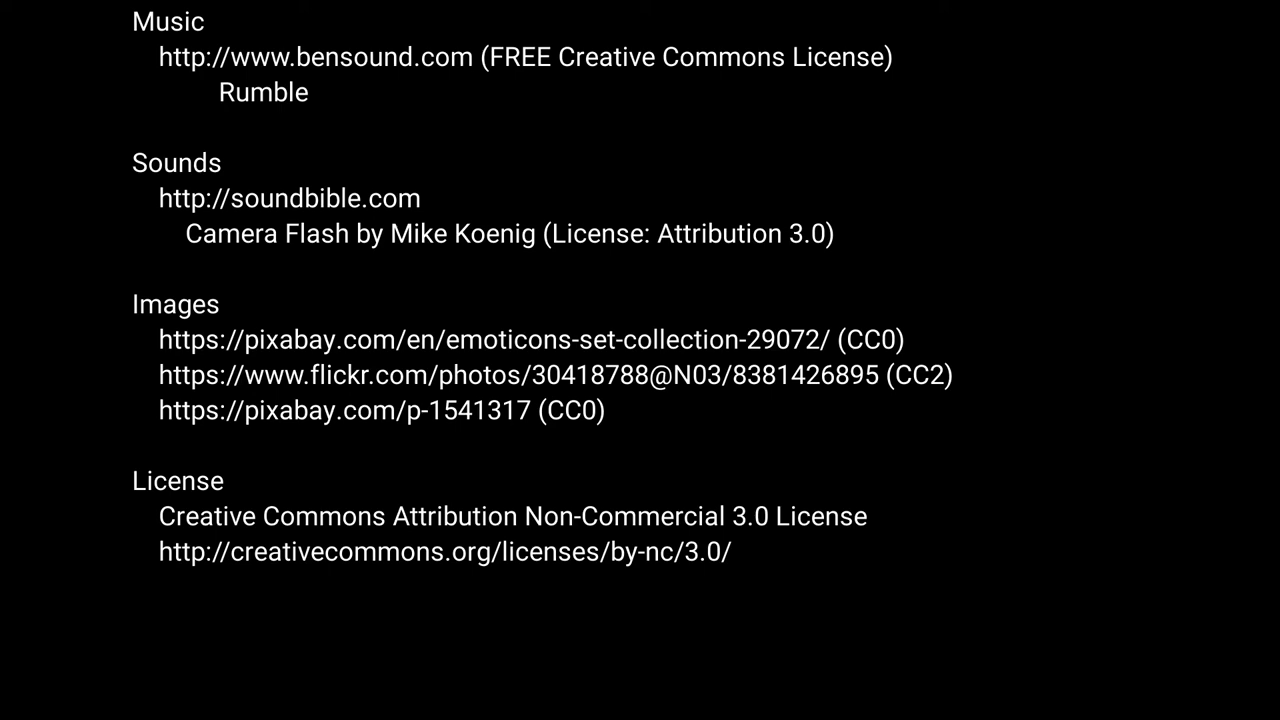 Music
http://www.bensound.com (FREE Creative Commons License)
Rumble
Sounds
http://soundbible.com
Camera Flash by Mike Koenig (License: Attribution 3.0)
Images
https://pixabay.com/en/emoticons-set-collection-29072/ (CC0)
https://www.flickr.com/photos/30418788@N03/8381426895 (CC2)
https://pixabay.com/p-1541317 (CC0)
License
Creative Commons Attribution Non-Commercial 3.0 License
http://creativecommons.org/licenses/by-nc/3.0/